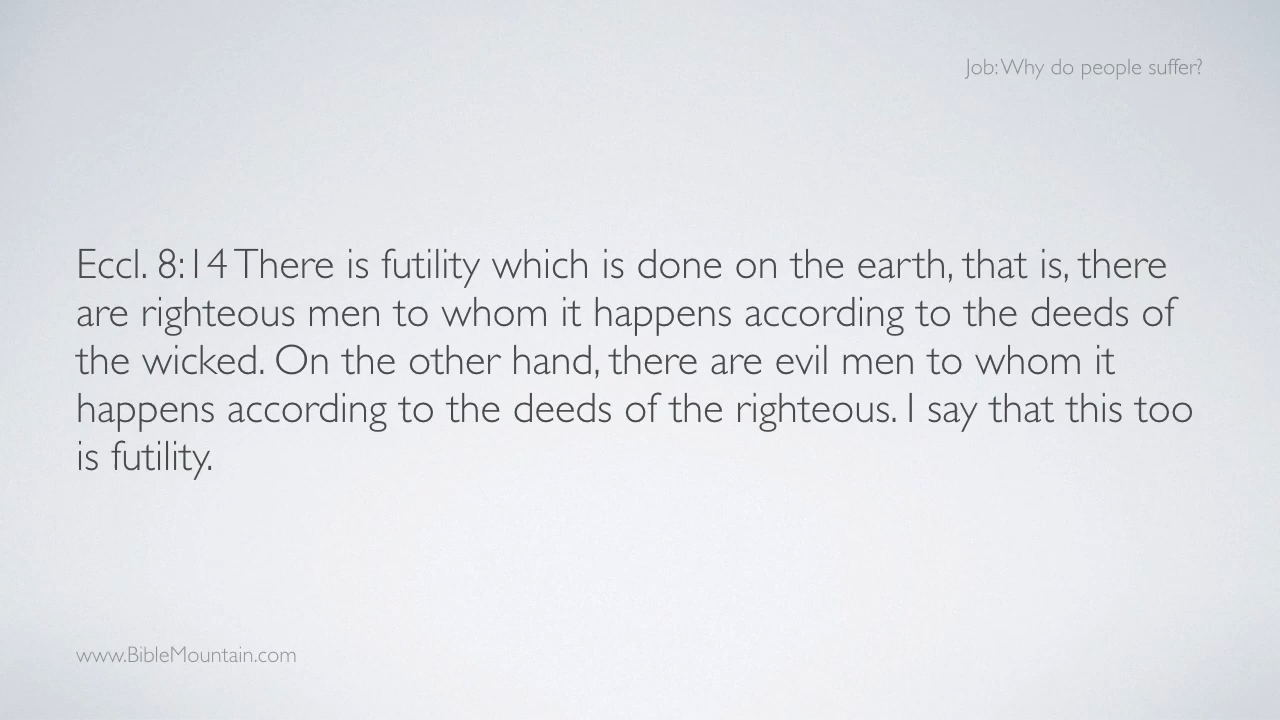 Job: Why do people suffer?
Eccl. 8:14 There is futility which is done on the earth, that is, there
are righteous men to whom it happens according to the deeds of
the wicked. On the other hand, there are evil men to whom it
happens according to the deeds of the righteous. I say that this too
is futility.
www.BibleMountain.com